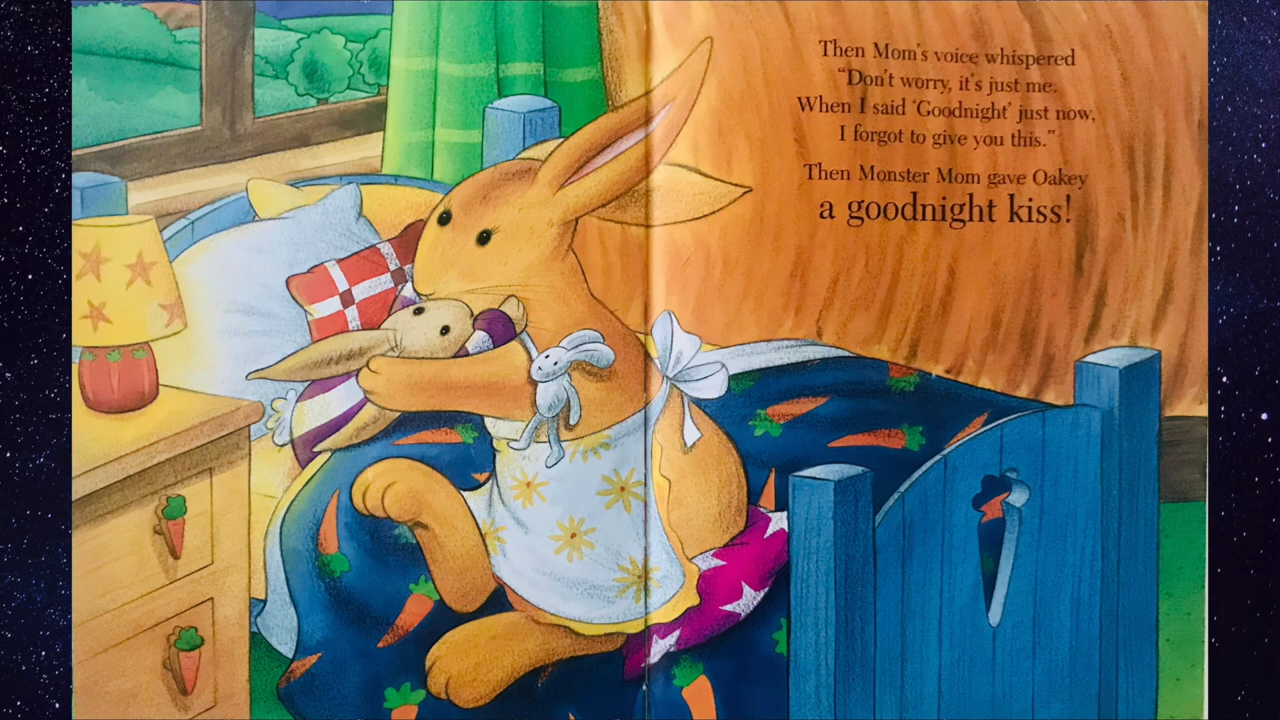 Then Mom's voice whispered
“Don't worry, it's just me.
When I said ‘Goodnight’ just now,
I forgot to give you this.”
Then Monster Mom gave Oakey
a goodnight kiss!